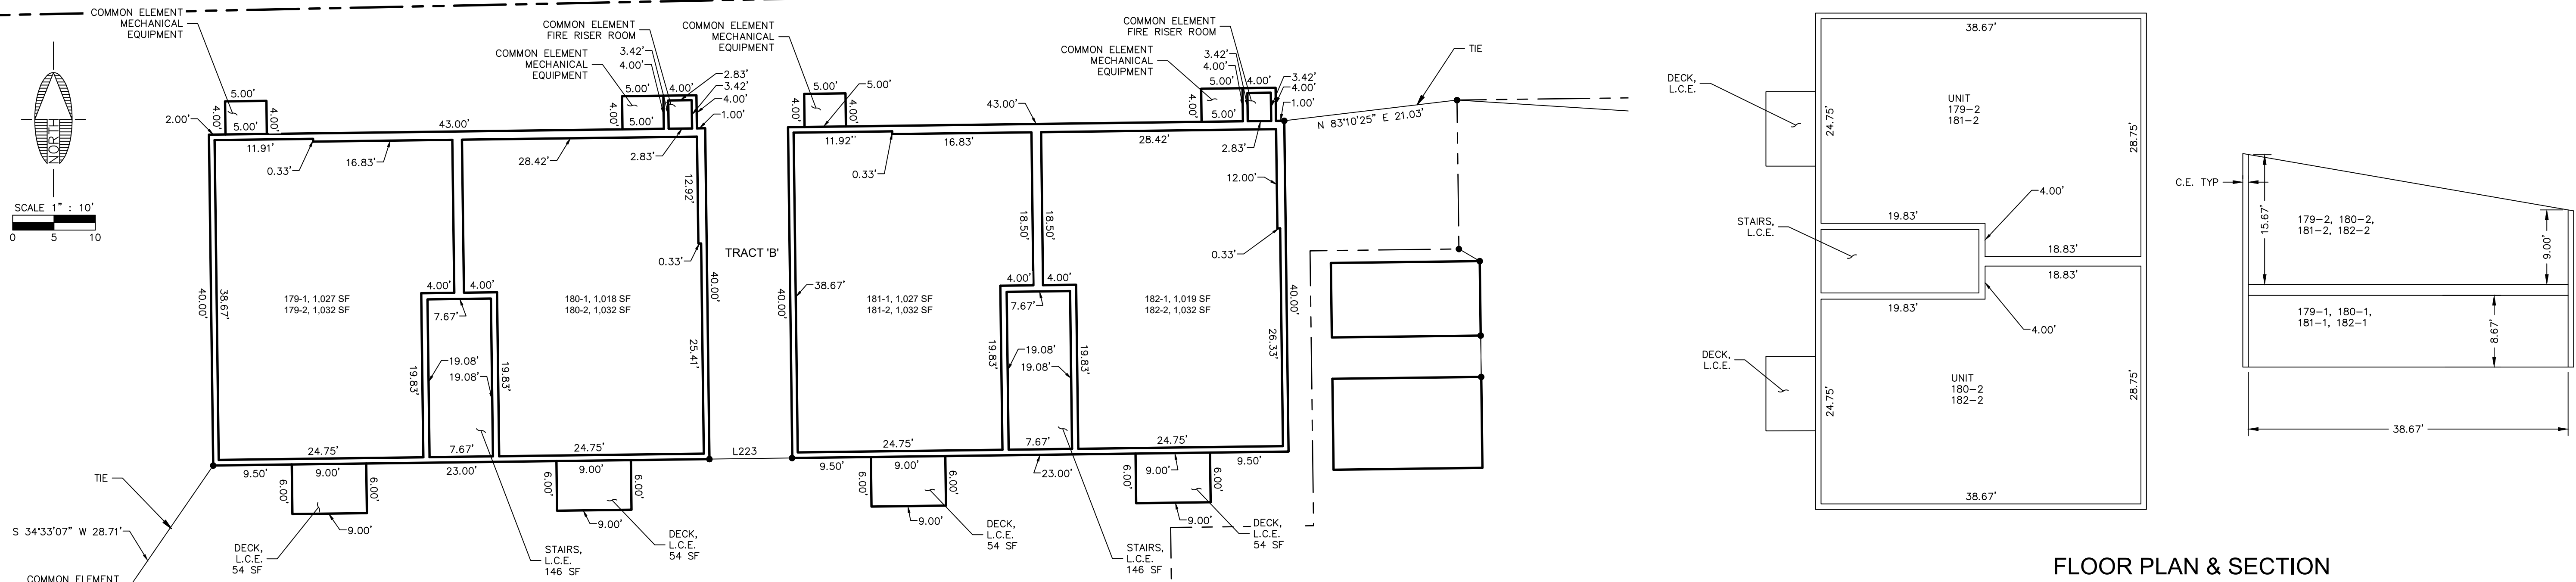 COMMON ELEMENT
MECHANICAL
EQUIPMENT
NORTH
SCALE 1" : 10'
0 5 10
2.00'
5.00'
4.00'
4.00'
5.00'
43.00'
COMMON ELEMENT
FIRE RISER ROOM
COMMON ELEMENT
MECHANICAL
EQUIPMENT
3.42'
4.00'
5.00'
4.00'
2.83'
3.42'
4.00'
1.00'
4.00'
5.00'
2.83'
11.91'
0.33'
16.83'
28.42'
12.92'
0.33'
40.00'
38.67'
179-1, 1,027 SF
179-2, 1,032 SF
4.00'
4.00'
7.67'
180-1, 1,018 SF
180-2, 1,032 SF
40.00'
25.41'
19.83'
19.08'
19.08'
19.83'
24.75'
7.67'
24.75'
9.50'
9.00'
23.00'
9.00'
6.00'
6.00'
6.00'
6.00'
9.00'
9.00'
TIE
S 34°33'07" W 28.71'
COMMON ELEMENT
DECK,
L.C.E.
54 SF
STAIRS,
L.C.E.
146 SF
DECK,
L.C.E.
54 SF
TRACT 'B'
L223
COMMON ELEMENT
MECHANICAL
EQUIPMENT
5.00'
5.00'
4.00'
4.00'
43.00'
COMMON ELEMENT
FIRE RISER ROOM
COMMON ELEMENT
MECHANICAL
EQUIPMENT
3.42'
4.00'
5.00'
4.00'
3.42'
4.00'
1.00'
4.00'
5.00'
2.83'
TIE
N 83°10'25" E 21.03'
11.92"
0.33'
16.83'
28.42'
12.00'
18.50'
18.50'
0.33'
40.00'
38.67'
181-1, 1,027 SF
181-2, 1,032 SF
4.00'
4.00'
7.67'
182-1, 1,019 SF
182-2, 1,032 SF
40.00'
26.33'
19.83'
19.08'
19.08'
19.83'
24.75'
7.67'
24.75'
9.50'
9.00'
23.00'
9.00'
9.50'
6.00'
6.00'
6.00'
6.00'
9.00'
9.00'
DECK,
L.C.E.
54 SF
STAIRS,
L.C.E.
146 SF
DECK,
L.C.E.
54 SF
38.67'
DECK,
L.C.E.
24.75'
UNIT
179-2
181-2
28.75'
4.00'
19.83'
STAIRS,
L.C.E.
18.83'
18.83'
19.83'
4.00'
DECK,
L.C.E.
24.75'
UNIT
180-2
182-2
28.75'
38.67'
C.E. TYP
15.67'
179-2, 180-2,
181-2, 182-2
9.00'
179-1, 180-1,
181-1, 182-1
8.67'
38.67'
FLOOR PLAN & SECTION